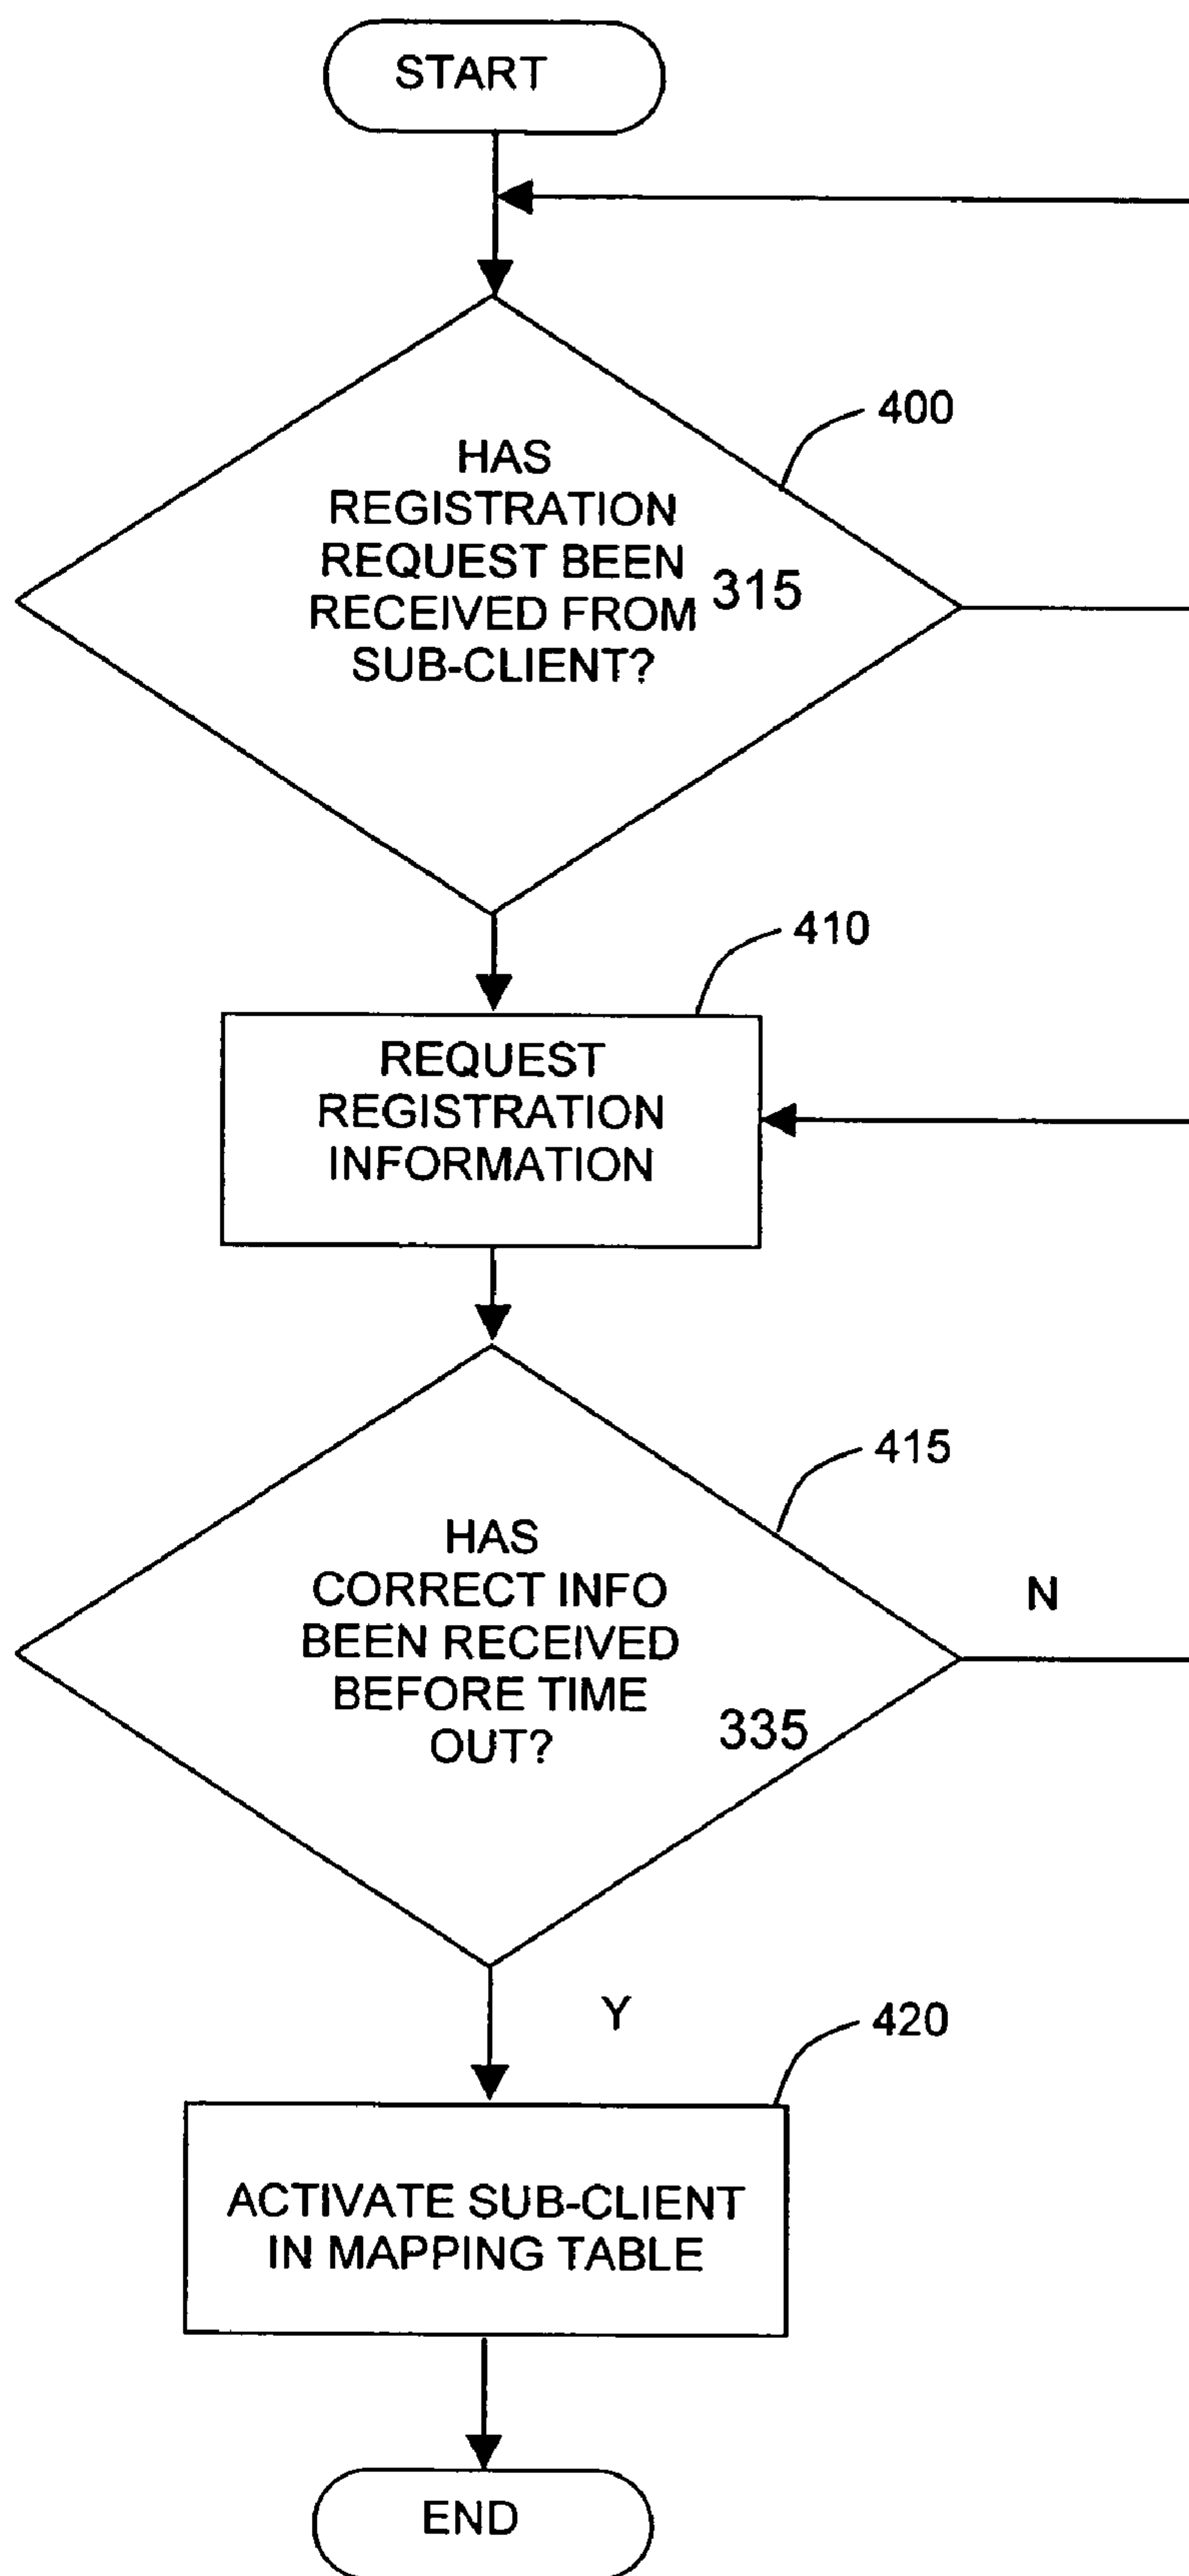 START
400
HAS
REGISTRATION
REQUEST BEEN
RECEIVED FROM 315
SUB-CLIENT?
410
REQUEST
REGISTRATION
INFORMATION
415
HAS
CORRECT INFO
BEEN RECEIVED
BEFORE TIME
OUT?
335
N
Y
420
ACTIVATE SUB-CLIENT
IN MAPPING TABLE
END